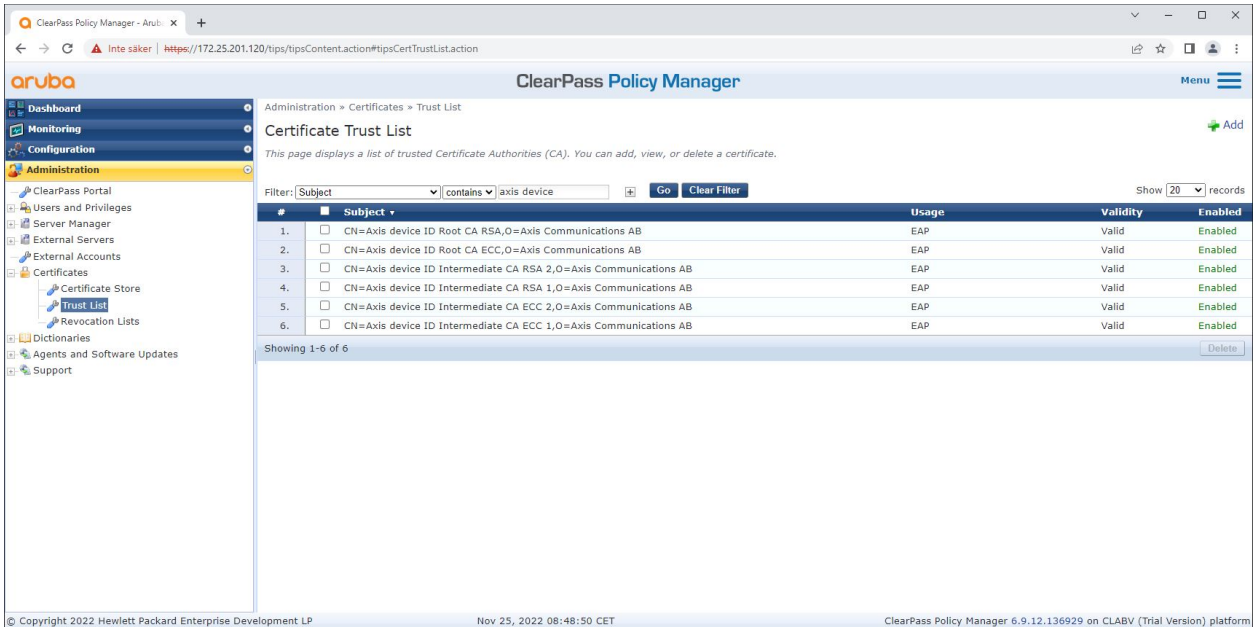 ClearPass Policy Manager - Arub
Inte säker | https://172.25.201.120/tips/tipsContent.action#tipsCertTrustList.action
aruba
ClearPass Policy Manager
Menu
Dashboard
Monitoring
Configuration
Administration
ClearPass Portal
Users and Privileges
Server Manager
External Servers
External Accounts
Certificates
Certificate Store
Trust List
Revocation Lists
Dictionaries
Agents and Software Updates
Support
Administration » Certificates » Trust List
Certificate Trust List
Add
This page displays a list of trusted Certificate Authorities (CA). You can add, view, or delete a certificate.
Filter: Subject contains axis device + Go Clear Filter Show 20 records
# Subject Usage Validity Enabled
1. CN=Axis device ID Root CA RSA,O=Axis Communications AB EAP Valid Enabled
2. CN=Axis device ID Root CA ECC,O=Axis Communications AB EAP Valid Enabled
3. CN=Axis device ID Intermediate CA RSA 2,O=Axis Communications AB EAP Valid Enabled
4. CN=Axis device ID Intermediate CA RSA 1,O=Axis Communications AB EAP Valid Enabled
5. CN=Axis device ID Intermediate CA ECC 2,O=Axis Communications AB EAP Valid Enabled
6. CN=Axis device ID Intermediate CA ECC 1,O=Axis Communications AB EAP Valid Enabled
Showing 1-6 of 6 Delete
© Copyright 2022 Hewlett Packard Enterprise Development LP Nov 25, 2022 08:48:50 CET ClearPass Policy Manager 6.9.12.136929 on CLABV (Trial Version) platform